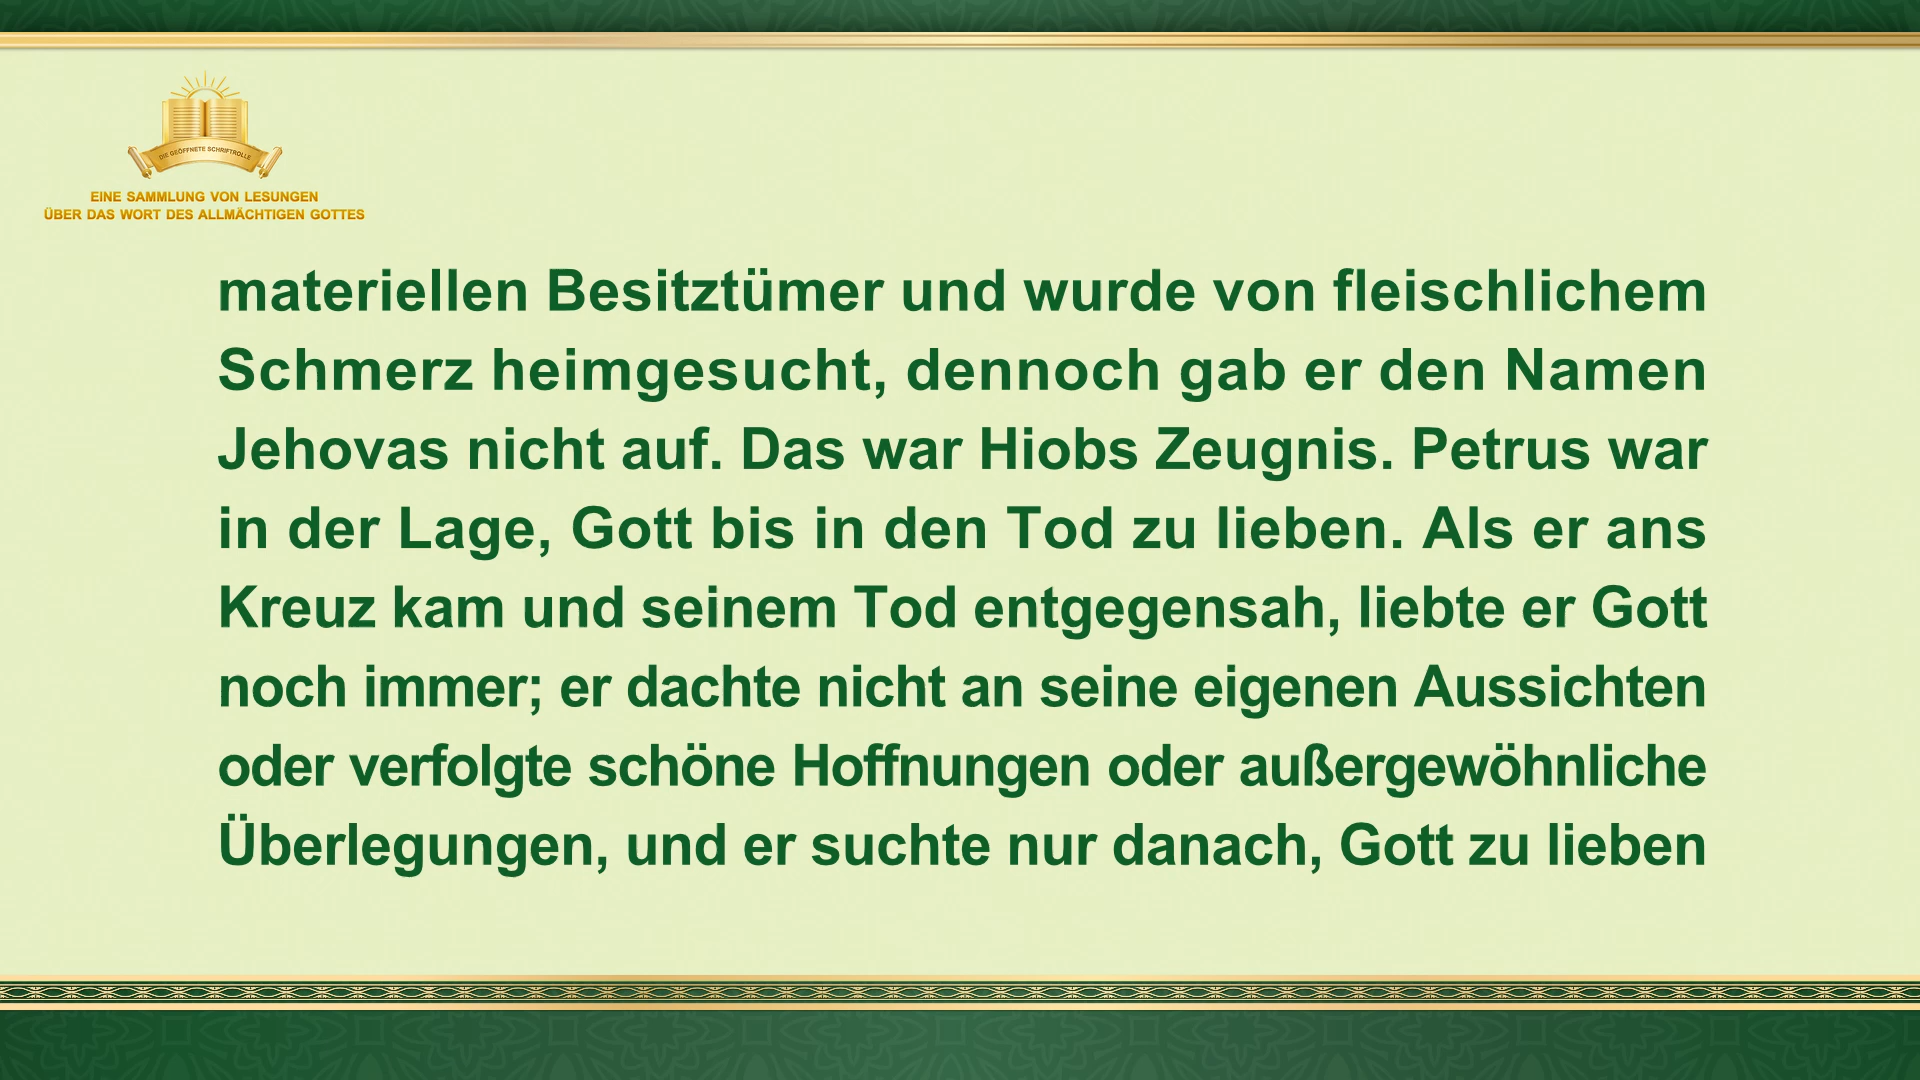 DIE GEÖFFNETE SCHRIFTROLLE
EINE SAMMLUNG VON LESUNGEN
ÜBER DAS WORT DES ALLMÄCHTIGEN GOTTES
materiellen Besitztümer und wurde von fleischlichem
Schmerz heimgesucht, dennoch gab er den Namen
Jehovas nicht auf. Das war Hiobs Zeugnis. Petrus war
in der Lage, Gott bis in den Tod zu lieben. Als er ans
Kreuz kam und seinem Tod entgegensah, liebte er Gott
noch immer; er dachte nicht an seine eigenen Aussichten
oder verfolgte schöne Hoffnungen oder außergewöhnliche
Überlegungen, und er suchte nur danach, Gott zu lieben